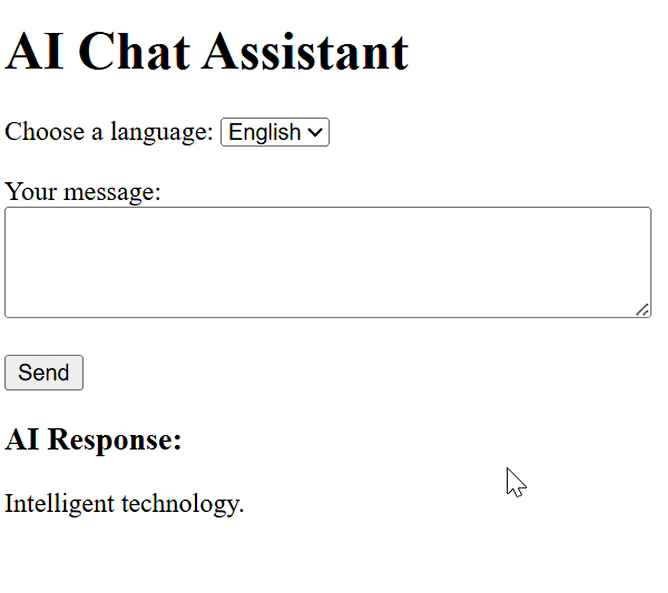 AI Chat Assistant
Choose a language: English
Your message:
Send
AI Response:
Intelligent technology.